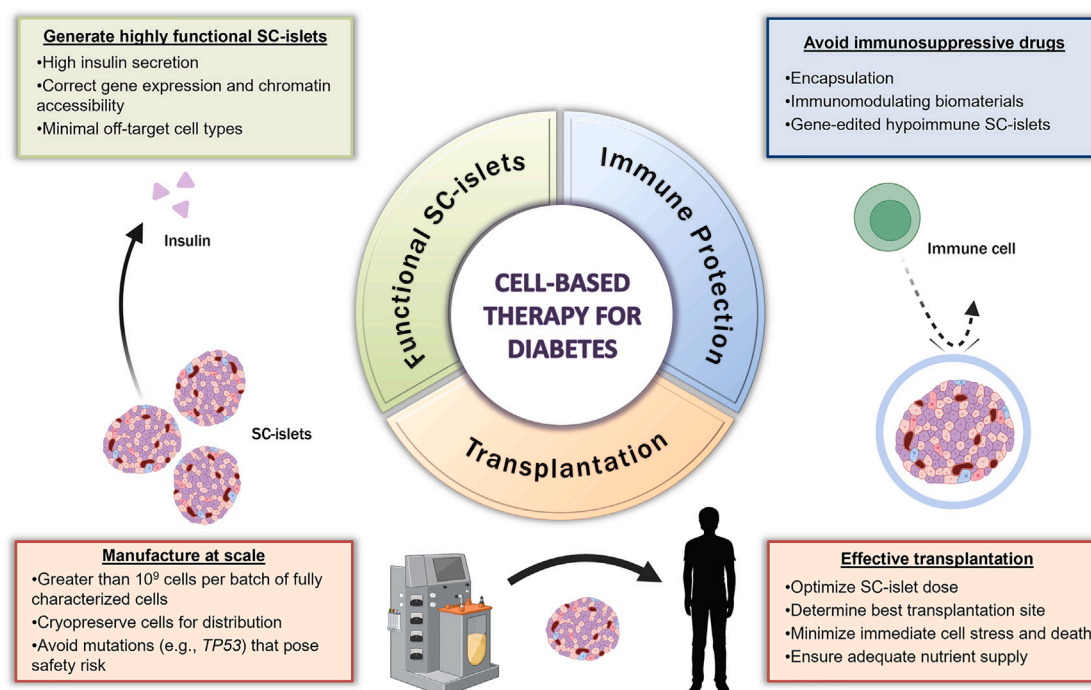 Generate highly functional SC-islets
•High insulin secretion
•Correct gene expression and chromatin
accessibility
•Minimal off-target cell types
Avoid immunosuppressive drugs
•Encapsulation
•Immunomodulating biomaterials
•Gene-edited hypoimmune SC-islets
Functional SC-islets
Immune Protection
Transplantation
CELL-BASED
THERAPY FOR
DIABETES
Insulin
SC-islets
Immune cell
Manufacture at scale
•Greater than 10⁹ cells per batch of fully
characterized cells
•Cryopreserve cells for distribution
•Avoid mutations (e.g., TP53) that pose
safety risk
Effective transplantation
•Optimize SC-islet dose
•Determine best transplantation site
•Minimize immediate cell stress and death
•Ensure adequate nutrient supply